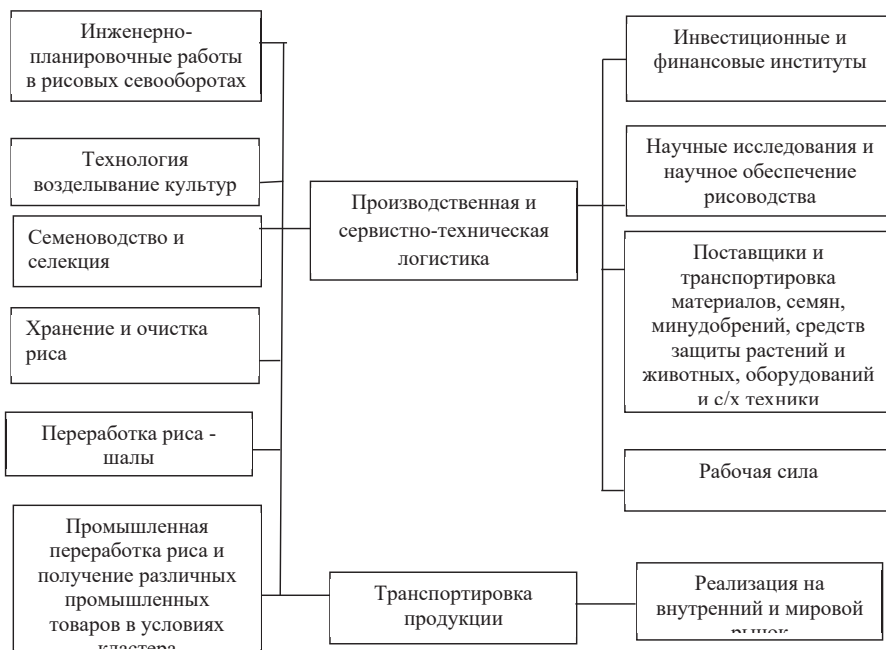 Инженерно-
планировочные работы
в рисовых севооборотах
Технология
возделывание культур
Семеноводство и
селекция
Хранение и очистка
риса
Переработка риса -
шалы
Промышленная
переработка риса и
получение различных
промышленных
товаров в условиях
кластера
Производственная и
сервистно-техническая
логистика
Транспортировка
продукции
Инвестиционные и
финансовые институты
Научные исследования и
научное обеспечение
рисоводства
Поставщики и
транспортировка
материалов, семян,
минудобрений, средств
защиты растений и
животных, оборудований
и с/х техники
Рабочая сила
Реализация на
внутренний и мировой
рынок